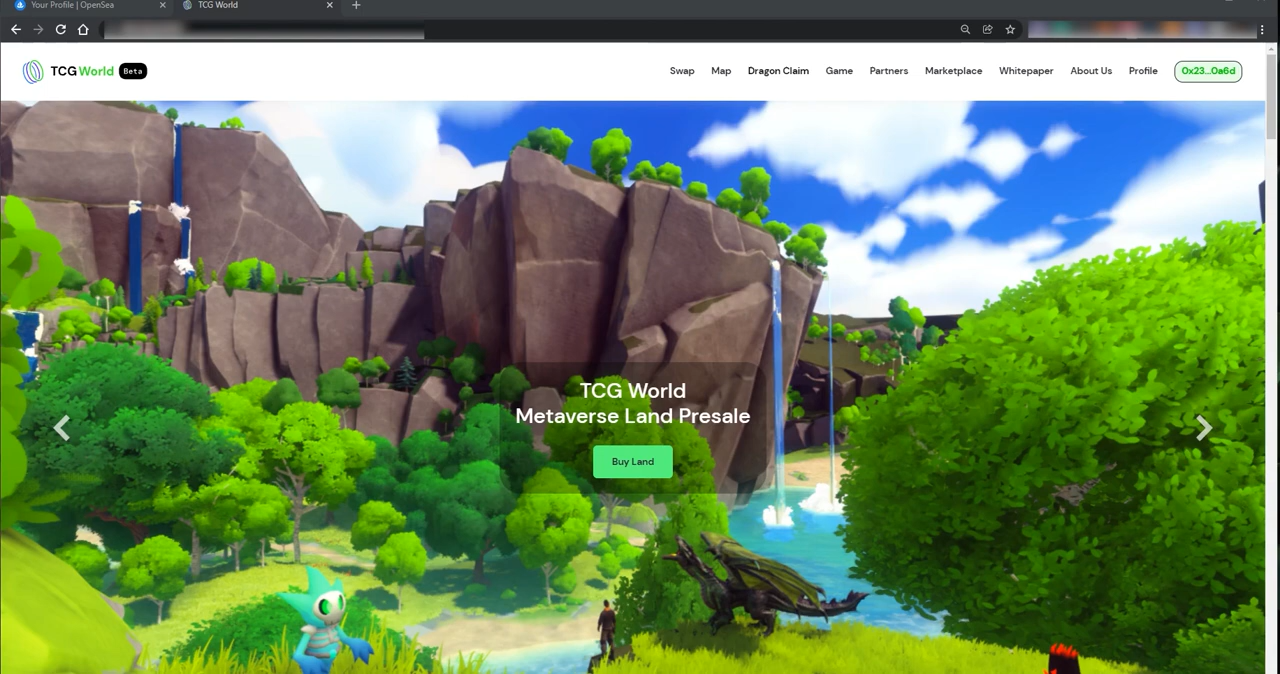 Your Profile | OpenSea
TCG World
TCG World Beta
Swap Map Dragon Claim Game Partners Marketplace Whitepaper About Us Profile 0x23...0a6d
TCG World
Metaverse Land Presale
Buy Land